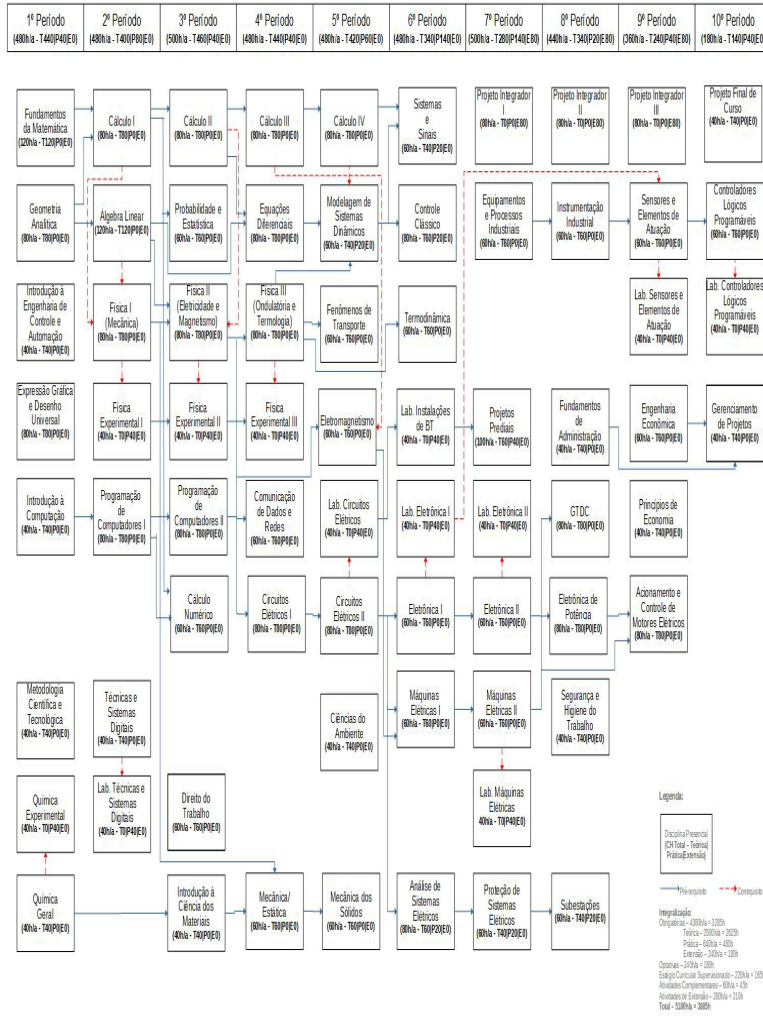 1º Período
(480h/a - T440|P40|E0)
2º Período
(480h/a - T400|P80|E0)
3º Período
(500h/a - T460|P40|E0)
4º Período
(480h/a - T440|P40|E0)
5º Período
(480h/a - T420|P60|E0)
6º Período
(480h/a - T340|P140|E0)
7º Período
(500h/a - T280|P140|E80)
8º Período
(440h/a - T340|P20|E80)
9º Período
(360h/a - T240|P40|E80)
10º Período
(180h/a - T140|P40|E0)
Fundamentos
da Matemática
(120h/a - T120|P0|E0)
Cálculo I
(80h/a - T80|P0|E0)
Cálculo II
(80h/a - T80|P0|E0)
Cálculo III
(80h/a - T80|P0|E0)
Cálculo IV
(80h/a - T80|P0|E0)
Sistemas
e
Sinais
(60h/a - T40|P20|E0)
Projeto Integrador
I
(80h/a - T0|P0|E80)
Projeto Integrador
II
(80h/a - T0|P0|E80)
Projeto Integrador
III
(80h/a - T0|P0|E80)
Projeto Final de
Curso
(40h/a - T40|P0|E0)
Geometria
Analítica
(80h/a - T80|P0|E0)
Álgebra Linear
(120h/a - T120|P0|E0)
Probabilidade e
Estatística
(60h/a - T60|P0|E0)
Equações
Diferenciais
(80h/a - T80|P0|E0)
Modelagem de
Sistemas
Dinâmicos
(60h/a - T40|P20|E0)
Controle
Clássico
(80h/a - T60|P20|E0)
Equipamentos
e Processos
Industriais
(60h/a - T60|P0|E0)
Instrumentação
Industrial
(60h/a - T60|P0|E0)
Sensores e
Elementos de
Atuação
(60h/a - T60|P0|E0)
Controladores
Lógicos
Programáveis
(60h/a - T60|P0|E0)
Introdução à
Engenharia de
Controle e
Automação
(40h/a - T40|P0|E0)
Física I
(Mecânica)
(80h/a - T80|P0|E0)
Física II
(Eletricidade e
Magnetismo)
(80h/a - T80|P0|E0)
Física III
(Ondulatória e
Termologia)
(80h/a - T80|P0|E0)
Fenômenos de
Transporte
(60h/a - T60|P0|E0)
Termodinâmica
(60h/a - T60|P0|E0)
Lab. Sensores e
Elementos de
Atuação
(40h/a - T0|P40|E0)
Lab. Controladores
Lógicos
Programáveis
(40h/a - T0|P40|E0)
Expressão Gráfica
e Desenho
Universal
(80h/a - T80|P0|E0)
Física
Experimental I
(40h/a - T0|P40|E0)
Física
Experimental II
(40h/a - T0|P40|E0)
Física
Experimental III
(40h/a - T0|P40|E0)
Eletromagnetismo
(60h/a - T60|P0|E0)
Lab. Instalações
de BT
(40h/a - T0|P40|E0)
Projetos
Prediais
(100h/a - T60|P40|E0)
Fundamentos
de
Administração
(40h/a - T40|P0|E0)
Engenharia
Econômica
(60h/a - T60|P0|E0)
Gerenciamento
de Projetos
(40h/a - T40|P0|E0)
Introdução à
Computação
(40h/a - T40|P0|E0)
Programação
de
Computadores I
(80h/a - T80|P0|E0)
Programação
de
Computadores II
(80h/a - T80|P0|E0)
Comunicação
de Dados e
Redes
(60h/a - T60|P0|E0)
Lab. Circuitos
Elétricos
(40h/a - T0|P40|E0)
Lab. Eletrônica I
(40h/a - T0|P40|E0)
Lab. Eletrônica II
(40h/a - T0|P40|E0)
GTDC
(80h/a - T80|P0|E0)
Princípios de
Economia
(40h/a - T40|P0|E0)
Cálculo
Numérico
(60h/a - T60|P0|E0)
Circuitos
Elétricos I
(80h/a - T80|P0|E0)
Circuitos
Elétricos II
(80h/a - T80|P0|E0)
Eletrônica I
(60h/a - T60|P0|E0)
Eletrônica II
(60h/a - T60|P0|E0)
Eletrônica de
Potência
(80h/a - T80|P0|E0)
Acionamento e
Controle de
Motores Elétricos
(80h/a - T80|P0|E0)
Metodologia
Científica e
Tecnológica
(40h/a - T40|P0|E0)
Técnicas e
Sistemas
Digitais
(40h/a - T40|P0|E0)
Ciências do
Ambiente
(40h/a - T40|P0|E0)
Máquinas
Elétricas I
(60h/a - T60|P0|E0)
Máquinas
Elétricas II
(60h/a - T60|P0|E0)
Segurança e
Higiene do
Trabalho
(40h/a - T40|P0|E0)
Química
Experimental
(40h/a - T0|P40|E0)
Lab. Técnicas e
Sistemas
Digitais
(40h/a - T0|P40|E0)
Direito do
Trabalho
(60h/a - T60|P0|E0)
Lab. Máquinas
Elétricas
40h/a - T0|P40|E0)
Química
Geral
(40h/a - T40|P0|E0)
Introdução à
Ciência dos
Materiais
(40h/a - T40|P0|E0)
Mecânica/
Estática
(60h/a - T60|P0|E0)
Mecânica dos
Sólidos
(60h/a - T60|P0|E0)
Análise de
Sistemas
Elétricos
(80h/a - T60|P20|E0)
Proteção de
Sistemas
Elétricos
(60h/a - T40|P20|E0)
Subestações
(60h/a - T40|P20|E0)
Legenda:
Disciplina Presencial
(CH Total – Teórica|
Prática|Extensão)
Pré-requisito
Correquisito
Integralização:
Obrigatórias – 4380h/a = 3285h
Teórica – 3500h/a = 2625h
Prática – 640h/a = 480h
Extensão – 240h/a = 180h
Optativas – 240h/a = 180h
Estágio Curricular Supervisionado – 220h/a = 165h
Atividades Complementares – 60h/a = 45h
Atividades de Extensão – 280h/a = 210h
Total – 5180h/a = 3885h